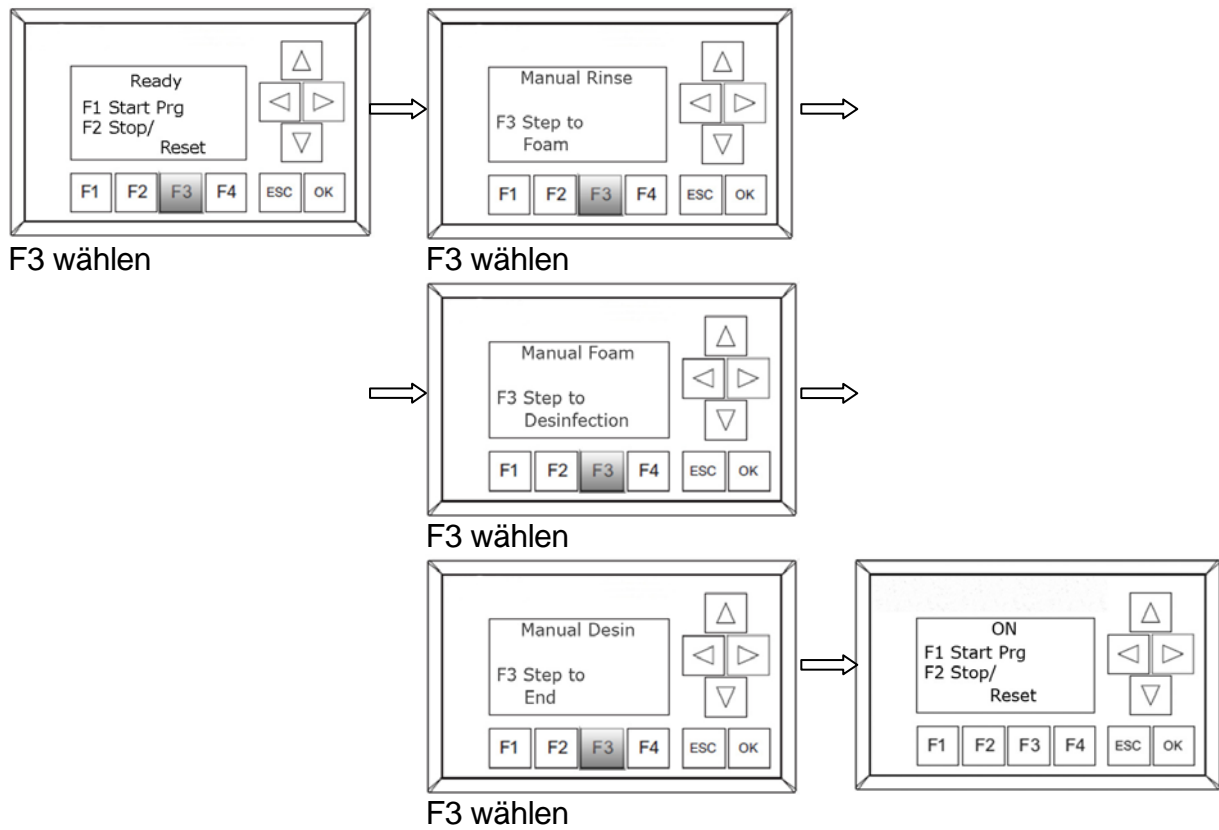 Ready
F1 Start Prg
F2 Stop/
Reset
F1 F2 F3 F4 ESC OK
F3 wählen
Manual Rinse
F3 Step to
Foam
F1 F2 F3 F4 ESC OK
F3 wählen
Manual Foam
F3 Step to
Desinfection
F1 F2 F3 F4 ESC OK
F3 wählen
Manual Desin
F3 Step to
End
F1 F2 F3 F4 ESC OK
F3 wählen
ON
F1 Start Prg
F2 Stop/
Reset
F1 F2 F3 F4 ESC OK